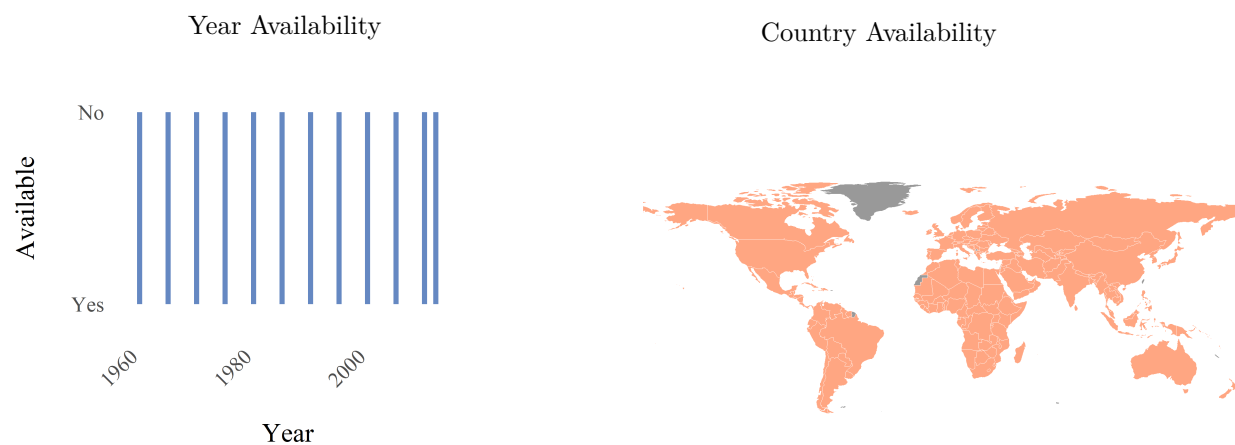 Year Availability
Country Availability
No
Available
Yes
1960
1980
2000
Year